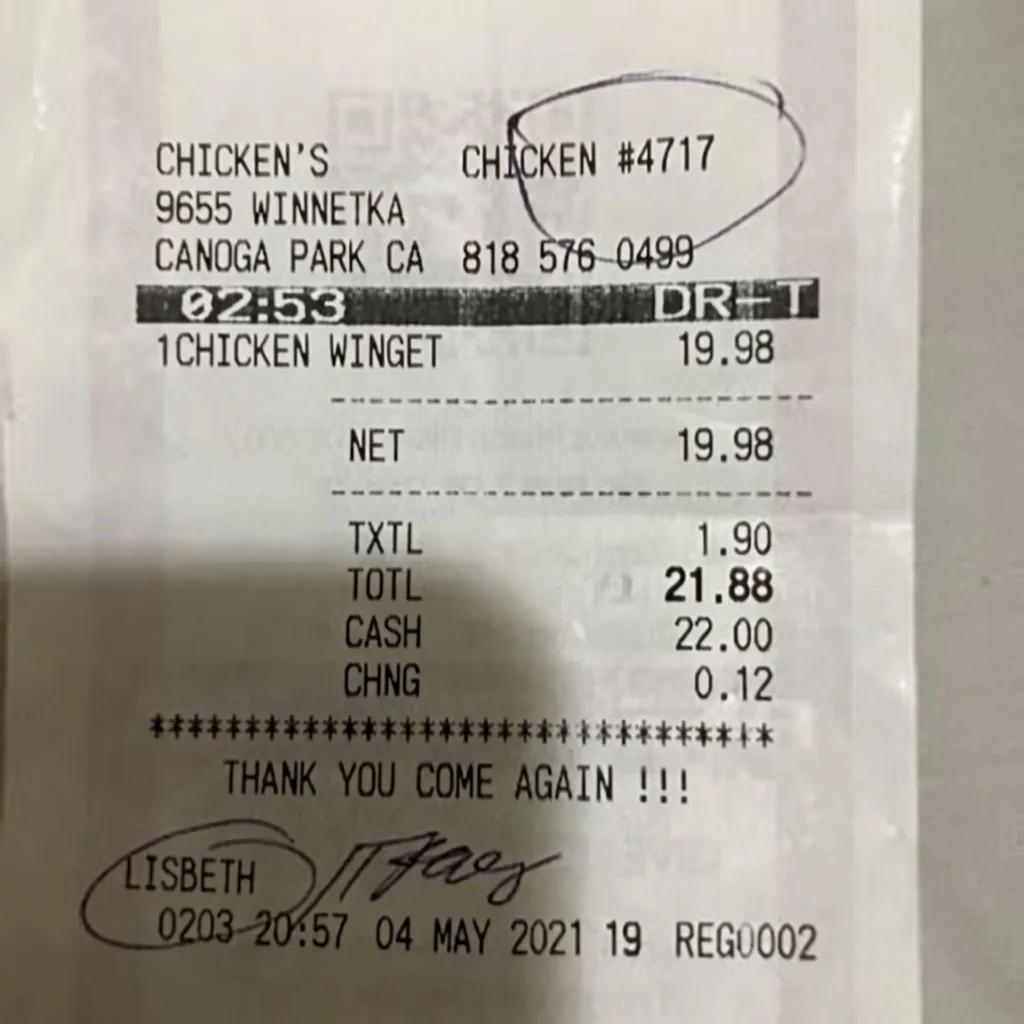 CHICKEN'S CHICKEN #4717
9655 WINNETKA
CANOGA PARK CA 818 576 0499
02:53 DR-T
1CHICKEN WINGET 19.98
NET 19.98
TXTL 1.90
TOTL 21.88
CASH 22.00
CHNG 0.12
THANK YOU COME AGAIN !!!
LISBETH
0203 20:57 04 MAY 2021 19 REG0002